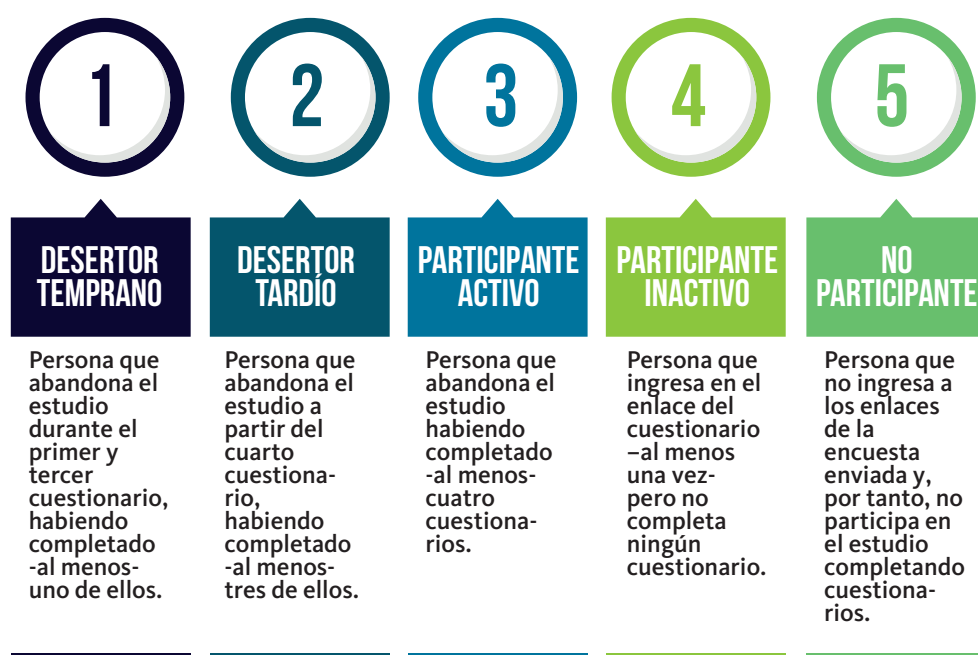 1
DESERTOR
TEMPRANO
Persona que
abandona el
estudio
durante el
primer y
tercer
cuestionario,
habiendo
completado
-al menos-
uno de ellos.
2
DESERTOR
TARDÍO
Persona que
abandona el
estudio a
partir del
cuarto
cuestiona-
rio,
habiendo
completado
-al menos-
tres de ellos.
3
PARTICIPANTE
ACTIVO
Persona que
abandona el
estudio
habiendo
completado
-al menos-
cuatro
cuestiona-
rios.
4
PARTICIPANTE
INACTIVO
Persona que
ingresa en el
enlace del
cuestionario
–al menos
una vez-
pero no
completa
ningún
cuestionario.
5
NO
PARTICIPANTE
Persona que
no ingresa a
los enlaces
de la
encuesta
enviada y,
por tanto, no
participa en
el estudio
completando
cuestiona-
rios.